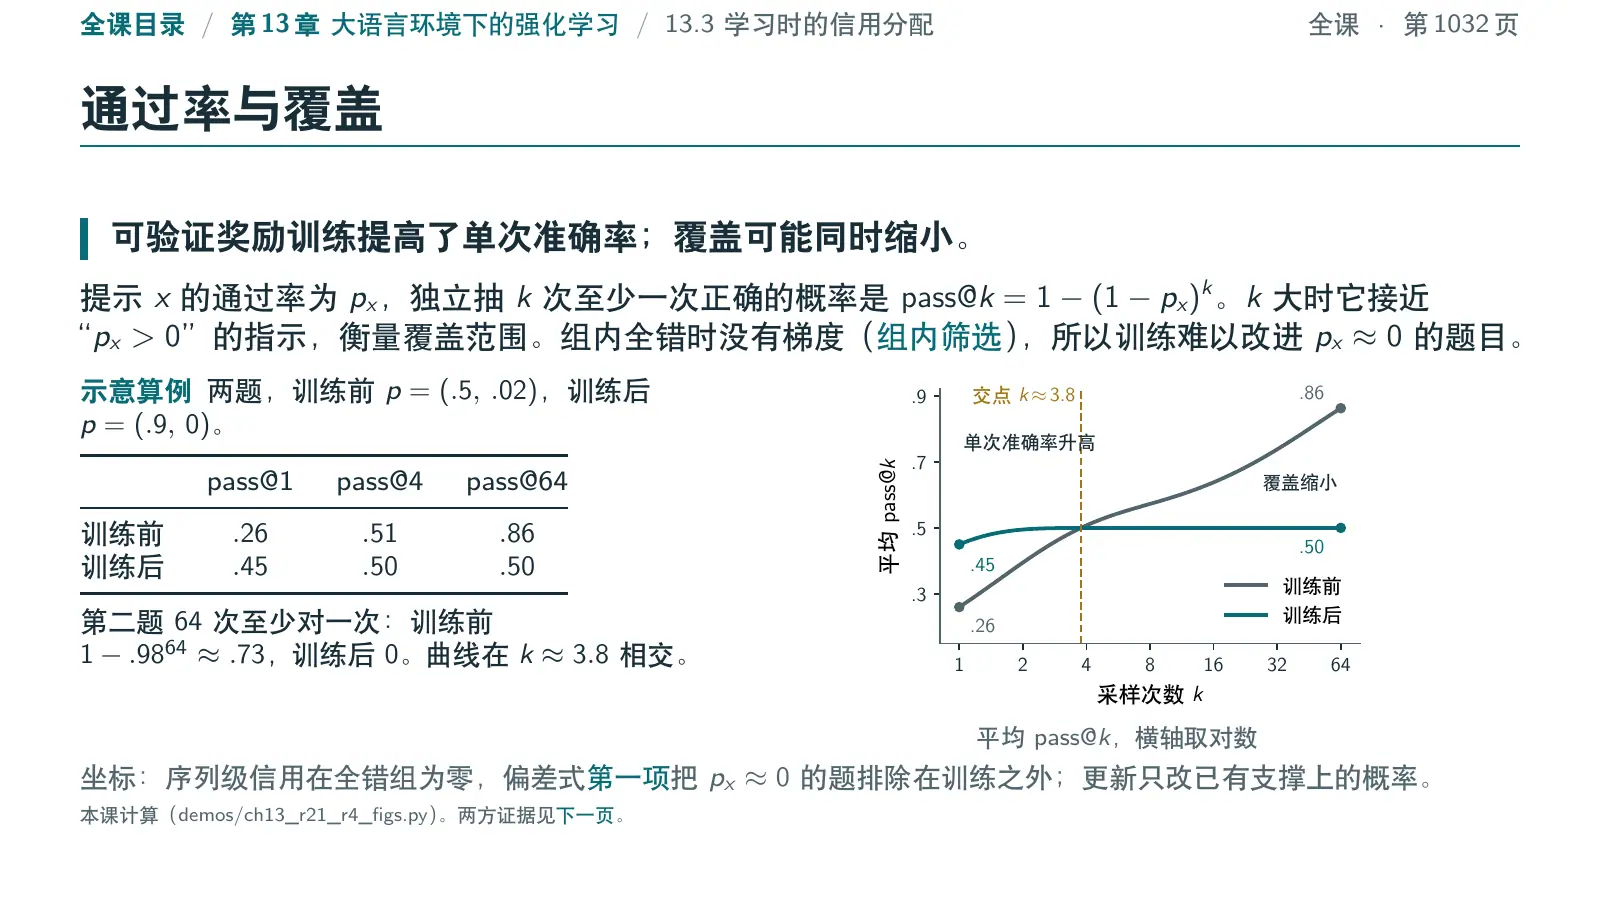 全课目录 / 第13章 大语言环境下的强化学习 / 13.3 学习时的信用分配
全课 · 第1032页
通过率与覆盖
可验证奖励训练提高了单次准确率；覆盖可能同时缩小。
提示 x 的通过率为 pₓ，独立抽 k 次至少一次正确的概率是 pass@k = 1 − (1 − pₓ)ᵏ。k 大时它接近
“pₓ > 0” 的指示，衡量覆盖范围。组内全错时没有梯度（组内筛选），所以训练难以改进 pₓ ≈ 0 的题目。
示意算例 两题，训练前 p = (.5, .02)，训练后
p = (.9, 0)。
pass@1 pass@4 pass@64
训练前 .26 .51 .86
训练后 .45 .50 .50
第二题 64 次至少对一次：训练前
1 − .98⁶⁴ ≈ .73，训练后 0。曲线在 k ≈ 3.8 相交。
平均 pass@k
.9
.7
.5
.3
交点 k≈3.8
单次准确率升高
覆盖缩小
.86
.50
.45
.26
训练前
训练后
1 2 4 8 16 32 64
采样次数 k
平均 pass@k，横轴取对数
坐标：序列级信用在全错组为零，偏差式第一项把 pₓ ≈ 0 的题排除在训练之外；更新只改已有支撑上的概率。
本课计算（demos/ch13_r21_r4_figs.py）。两方证据见下一页。